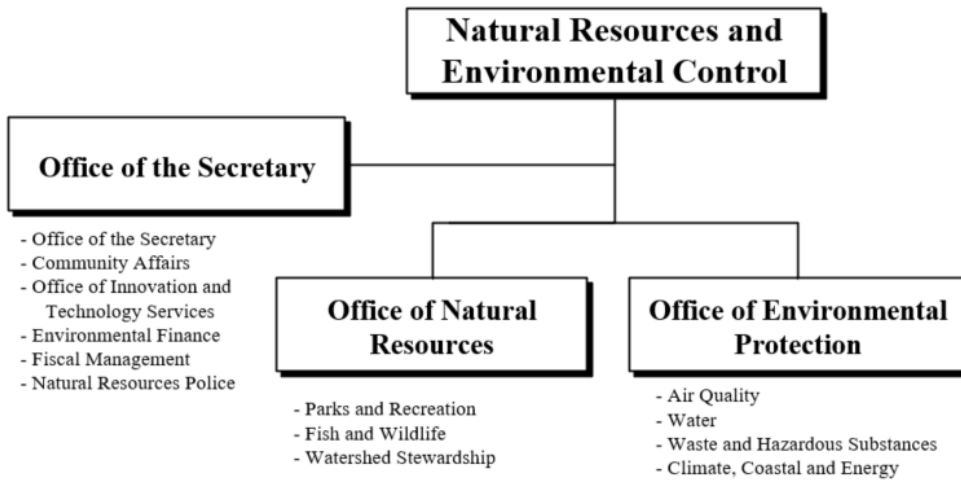 Natural Resources and
Environmental Control
Office of the Secretary
- Office of the Secretary
- Community Affairs
- Office of Innovation and
Technology Services
- Environmental Finance
- Fiscal Management
- Natural Resources Police
Office of Natural
Resources
- Parks and Recreation
- Fish and Wildlife
- Watershed Stewardship
Office of Environmental
Protection
- Air Quality
- Water
- Waste and Hazardous Substances
- Climate, Coastal and Energy